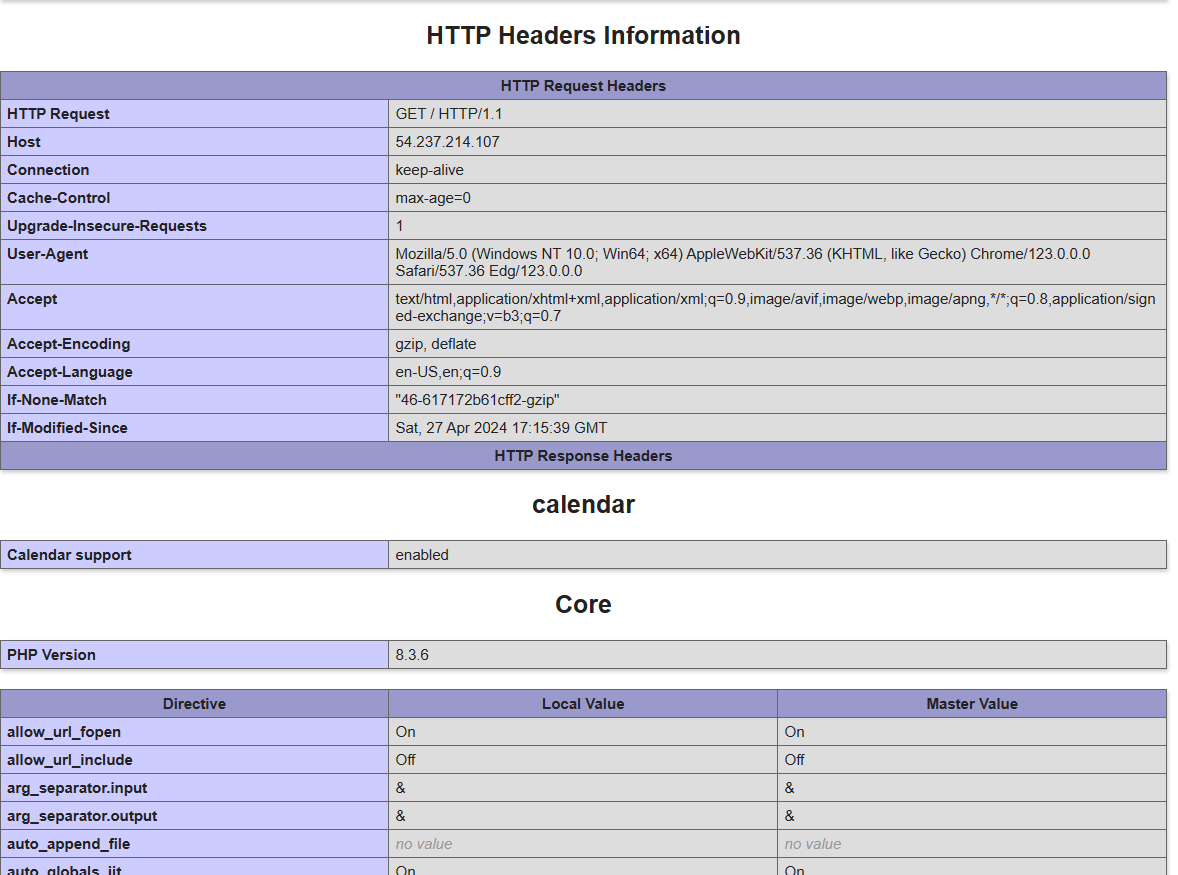 HTTP Headers Information
HTTP Request Headers
HTTP Request GET / HTTP/1.1
Host 54.237.214.107
Connection keep-alive
Cache-Control max-age=0
Upgrade-Insecure-Requests 1
User-Agent Mozilla/5.0 (Windows NT 10.0; Win64; x64) AppleWebKit/537.36 (KHTML, like Gecko) Chrome/123.0.0.0
Safari/537.36 Edg/123.0.0.0
Accept text/html,application/xhtml+xml,application/xml;q=0.9,image/avif,image/webp,image/apng,*/*;q=0.8,application/sign
ed-exchange;v=b3;q=0.7
Accept-Encoding gzip, deflate
Accept-Language en-US,en;q=0.9
If-None-Match "46-617172b61cff2-gzip"
If-Modified-Since Sat, 27 Apr 2024 17:15:39 GMT
HTTP Response Headers
calendar
Calendar support enabled
Core
PHP Version 8.3.6
Directive Local Value Master Value
allow_url_fopen On On
allow_url_include Off Off
arg_separator.input & &
arg_separator.output & &
auto_append_file no value no value
auto_globals_jit On On